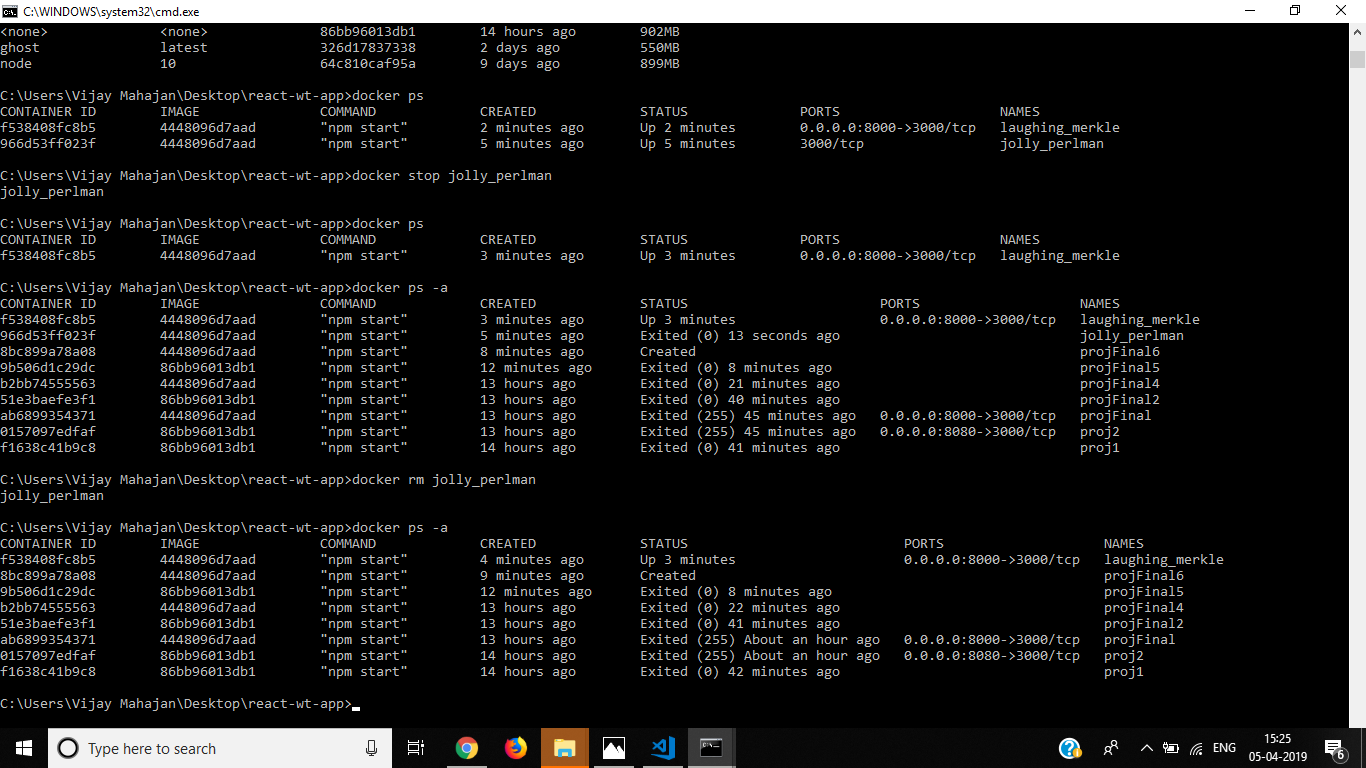 C:\WINDOWS\system32\cmd.exe
<none> <none> 86bb96013db1 14 hours ago 902MB
ghost latest 326d17837338 2 days ago 550MB
node 10 64c810caf95a 9 days ago 899MB
C:\Users\Vijay Mahajan\Desktop\react-wt-app>docker ps
CONTAINER ID IMAGE COMMAND CREATED STATUS PORTS NAMES
f538408fc8b5 4448096d7aad "npm start" 2 minutes ago Up 2 minutes 0.0.0.0:8000->3000/tcp laughing_merkle
966d53ff023f 4448096d7aad "npm start" 5 minutes ago Up 5 minutes 3000/tcp jolly_perlman
C:\Users\Vijay Mahajan\Desktop\react-wt-app>docker stop jolly_perlman
jolly_perlman
C:\Users\Vijay Mahajan\Desktop\react-wt-app>docker ps
CONTAINER ID IMAGE COMMAND CREATED STATUS PORTS NAMES
f538408fc8b5 4448096d7aad "npm start" 3 minutes ago Up 3 minutes 0.0.0.0:8000->3000/tcp laughing_merkle
C:\Users\Vijay Mahajan\Desktop\react-wt-app>docker ps -a
CONTAINER ID IMAGE COMMAND CREATED STATUS PORTS NAMES
f538408fc8b5 4448096d7aad "npm start" 3 minutes ago Up 3 minutes 0.0.0.0:8000->3000/tcp laughing_merkle
966d53ff023f 4448096d7aad "npm start" 5 minutes ago Exited (0) 13 seconds ago jolly_perlman
8bc899a78a08 4448096d7aad "npm start" 8 minutes ago Created projFinal6
9b506d1c29dc 86bb96013db1 "npm start" 12 minutes ago Exited (0) 8 minutes ago projFinal5
b2bb74555563 4448096d7aad "npm start" 13 hours ago Exited (0) 21 minutes ago projFinal4
51e3baefe3f1 86bb96013db1 "npm start" 13 hours ago Exited (0) 40 minutes ago projFinal2
ab6899354371 4448096d7aad "npm start" 13 hours ago Exited (255) 45 minutes ago 0.0.0.0:8000->3000/tcp projFinal
0157097edfaf 86bb96013db1 "npm start" 13 hours ago Exited (255) 45 minutes ago 0.0.0.0:8080->3000/tcp proj2
f1638c41b9c8 86bb96013db1 "npm start" 14 hours ago Exited (0) 41 minutes ago proj1
C:\Users\Vijay Mahajan\Desktop\react-wt-app>docker rm jolly_perlman
jolly_perlman
C:\Users\Vijay Mahajan\Desktop\react-wt-app>docker ps -a
CONTAINER ID IMAGE COMMAND CREATED STATUS PORTS NAMES
f538408fc8b5 4448096d7aad "npm start" 4 minutes ago Up 3 minutes 0.0.0.0:8000->3000/tcp laughing_merkle
8bc899a78a08 4448096d7aad "npm start" 9 minutes ago Created projFinal6
9b506d1c29dc 86bb96013db1 "npm start" 12 minutes ago Exited (0) 8 minutes ago projFinal5
b2bb74555563 4448096d7aad "npm start" 13 hours ago Exited (0) 22 minutes ago projFinal4
51e3baefe3f1 86bb96013db1 "npm start" 13 hours ago Exited (0) 41 minutes ago projFinal2
ab6899354371 4448096d7aad "npm start" 13 hours ago Exited (255) About an hour ago 0.0.0.0:8000->3000/tcp projFinal
0157097edfaf 86bb96013db1 "npm start" 14 hours ago Exited (255) About an hour ago 0.0.0.0:8080->3000/tcp proj2
f1638c41b9c8 86bb96013db1 "npm start" 14 hours ago Exited (0) 42 minutes ago proj1
C:\Users\Vijay Mahajan\Desktop\react-wt-app>
Type here to search
ENG
15:25
05-04-2019
6